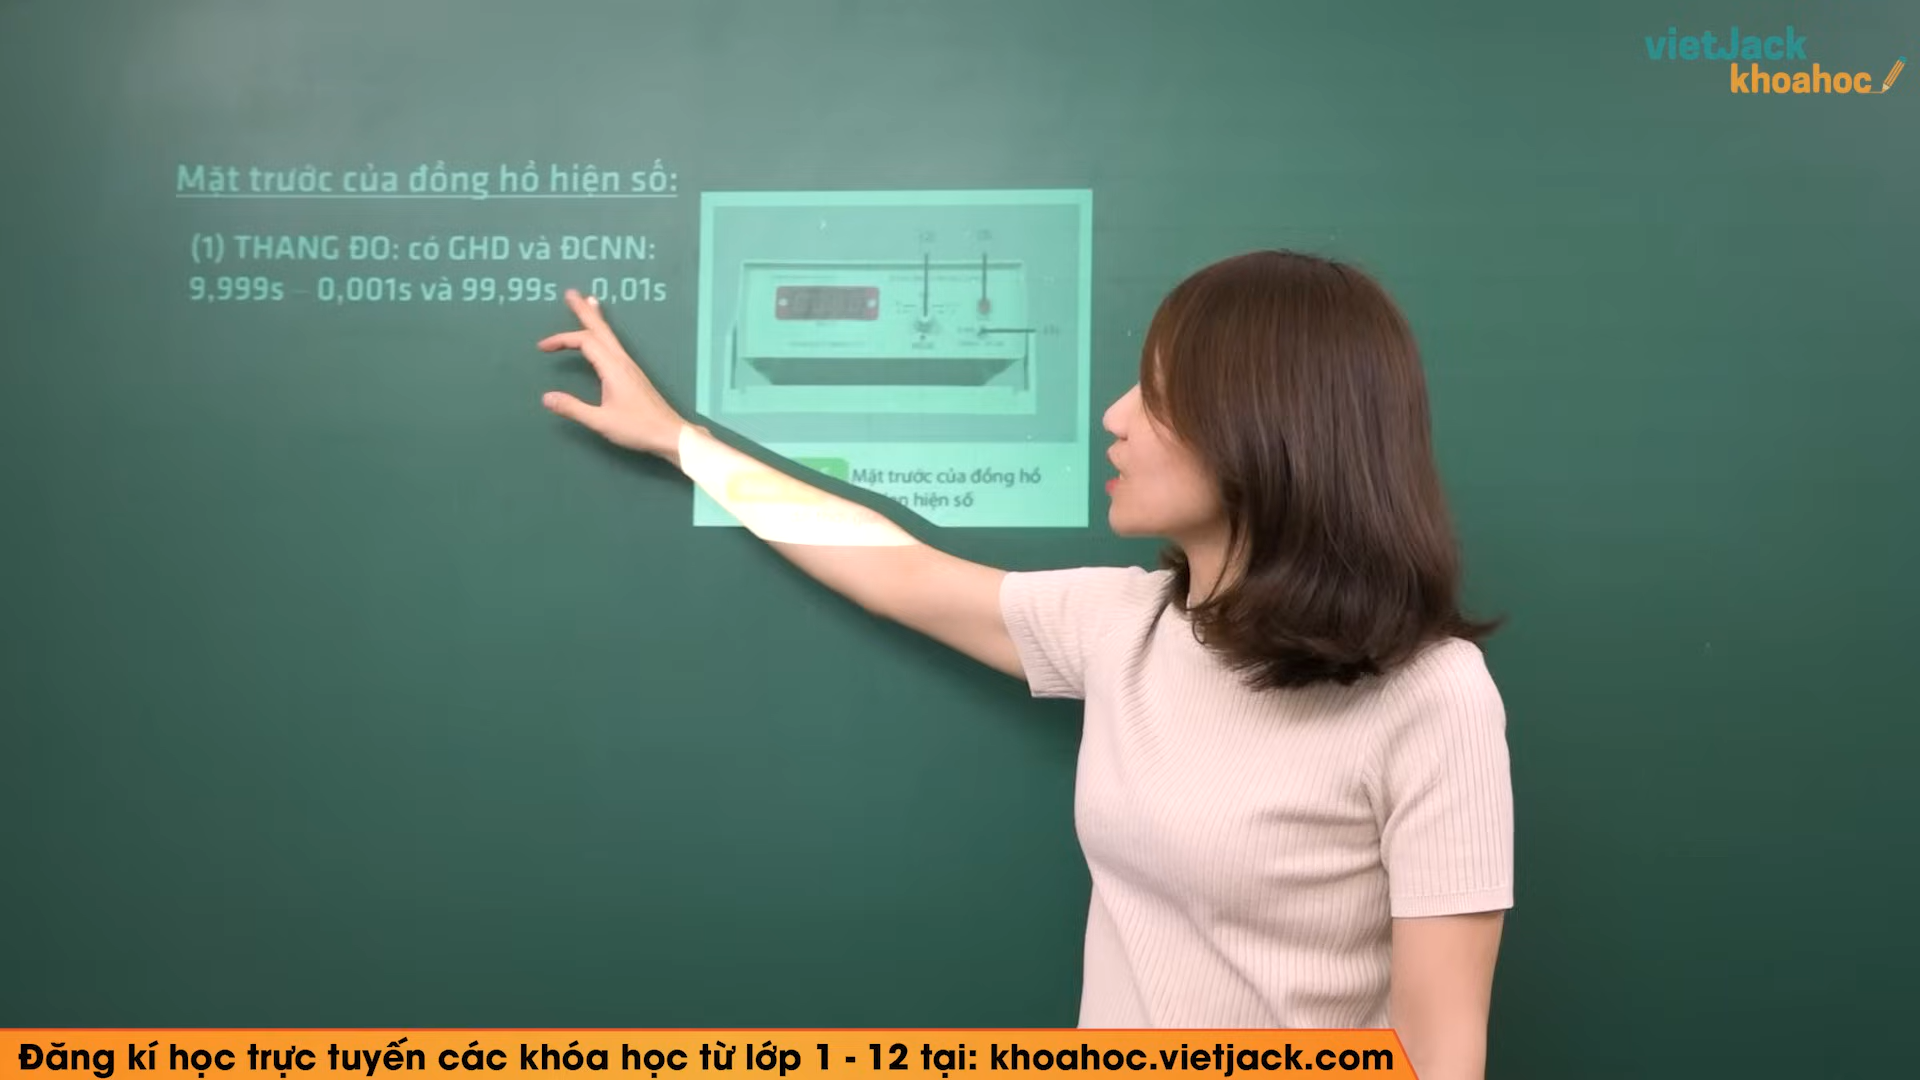 vietJack
khoahoc
Mặt trước của đồng hồ hiện số:
(1) THANG ĐO: có GHD và ĐCNN:
9,999s – 0,001s và 99,99s 0,01s
Mặt trước của đồng hồ
hiện số
Đăng kí học trực tuyến các khóa học từ lớp 1 - 12 tại: khoahoc.vietjack.com